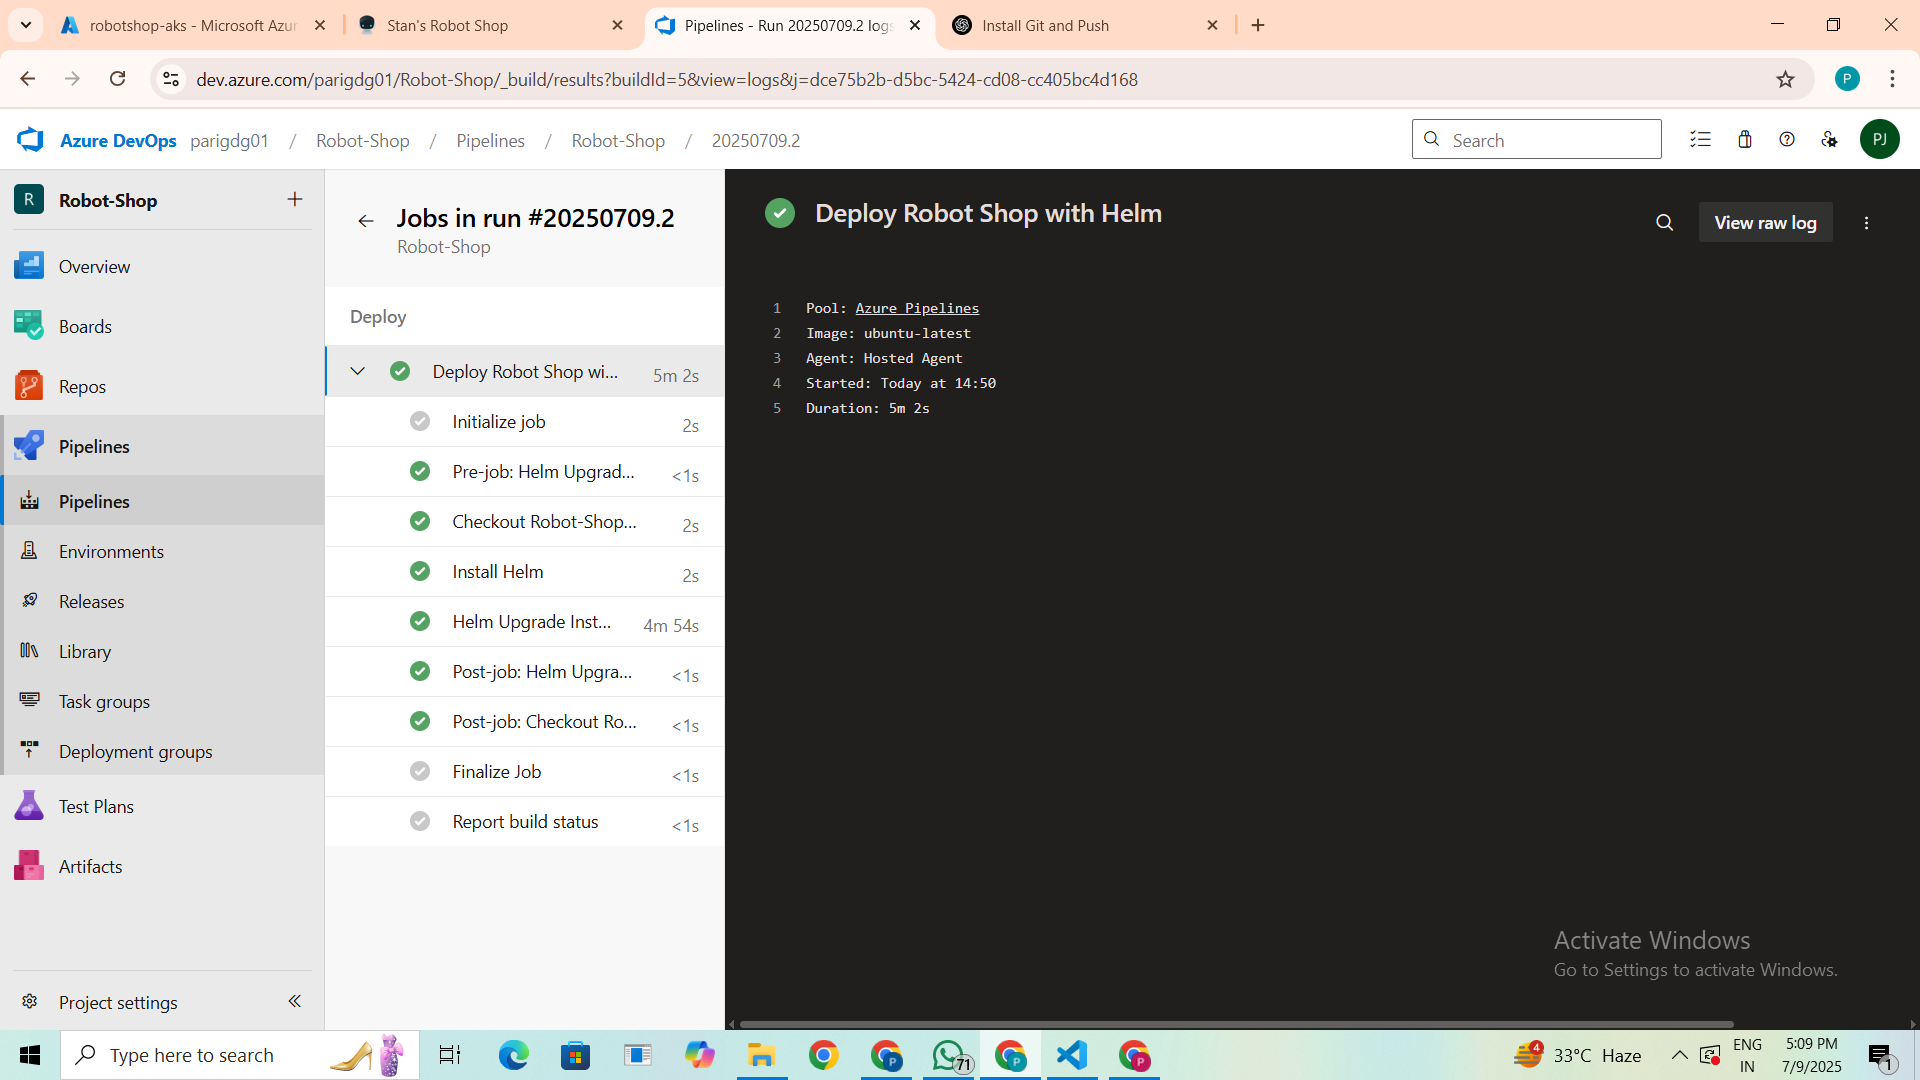 robotshop-aks - Microsoft Azur
Stan's Robot Shop
Pipelines - Run 20250709.2 logs
Install Git and Push
dev.azure.com/parigdg01/Robot-Shop/_build/results?buildId=5&view=logs&j=dce75b2b-d5bc-5424-cd08-cc405bc4d168
P
Azure DevOps
parigdg01 / Robot-Shop / Pipelines / Robot-Shop / 20250709.2
Search
PJ
R
Robot-Shop
Overview
Boards
Repos
Pipelines
Pipelines
Environments
Releases
Library
Task groups
Deployment groups
Test Plans
Artifacts
Project settings
Jobs in run #20250709.2
Robot-Shop
Deploy
Deploy Robot Shop wi... 5m 2s
Initialize job 2s
Pre-job: Helm Upgrad... <1s
Checkout Robot-Shop... 2s
Install Helm 2s
Helm Upgrade Inst... 4m 54s
Post-job: Helm Upgra... <1s
Post-job: Checkout Ro... <1s
Finalize Job <1s
Report build status <1s
Deploy Robot Shop with Helm
View raw log
1 Pool: Azure Pipelines
2 Image: ubuntu-latest
3 Agent: Hosted Agent
4 Started: Today at 14:50
5 Duration: 5m 2s
Activate Windows
Go to Settings to activate Windows.
Type here to search
P
71
P
P
4
33°C Haze
ENG
IN
5:09 PM
7/9/2025
1